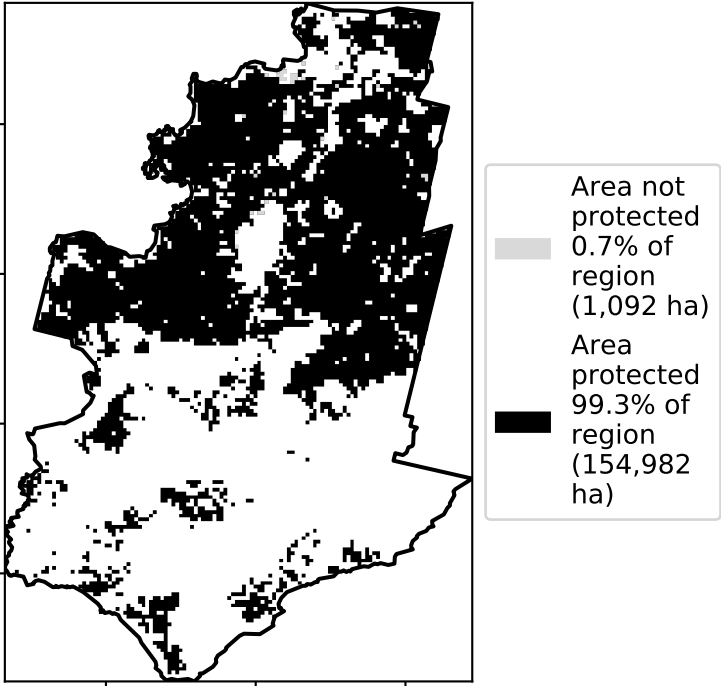 Area not
protected
0.7% of
region
(1,092 ha)
Area
protected
99.3% of
region
(154,982
ha)